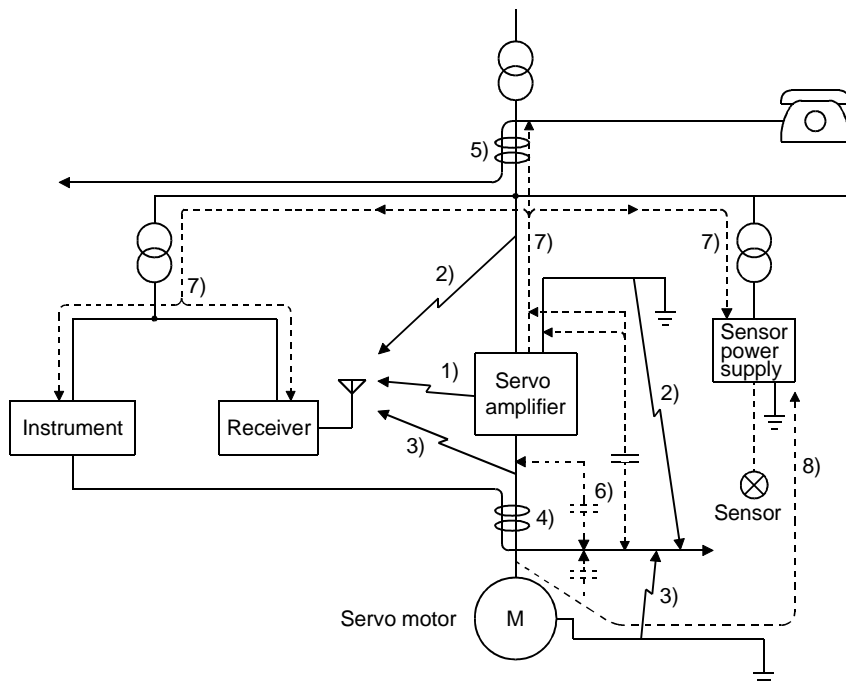 5)
7)
7)
2)
7)
Sensor
power
supply
1)
Servo
amplifier
2)
Instrument
Receiver
3)
8)
6)
4)
Sensor
3)
Servo motor
M